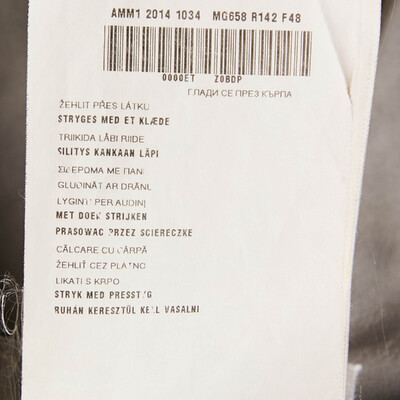 AMM1 2014 1034 MG658 R142 F48
0000ET Z0BDP
ГЛАДИ СЕ ПРЕЗ КЪРПА
ŽEHLIT PŘES LÁTKU
STRYGES MED ET KLÆDE
TRIIKIDA LÄBI RIIDE
SILITYS KANKAAN LÄPI
ΣΙΔΕΡΩΜΑ ΜΕ ΠΑΝΙ
GLUDINĀT AR DRĀNU
LYGINTI PER AUDINĮ
MET DOEK STRIJKEN
PRASOWAC PRZEZ SCIERECZKE
CĂLCARE CU CÂRPĂ
ŽEHLIŤ CEZ PLÁTNO
LIKATI S KRPO
STRYK MED PRESSTYG
RUHÁN KERESZTÜL KELL VASALNI